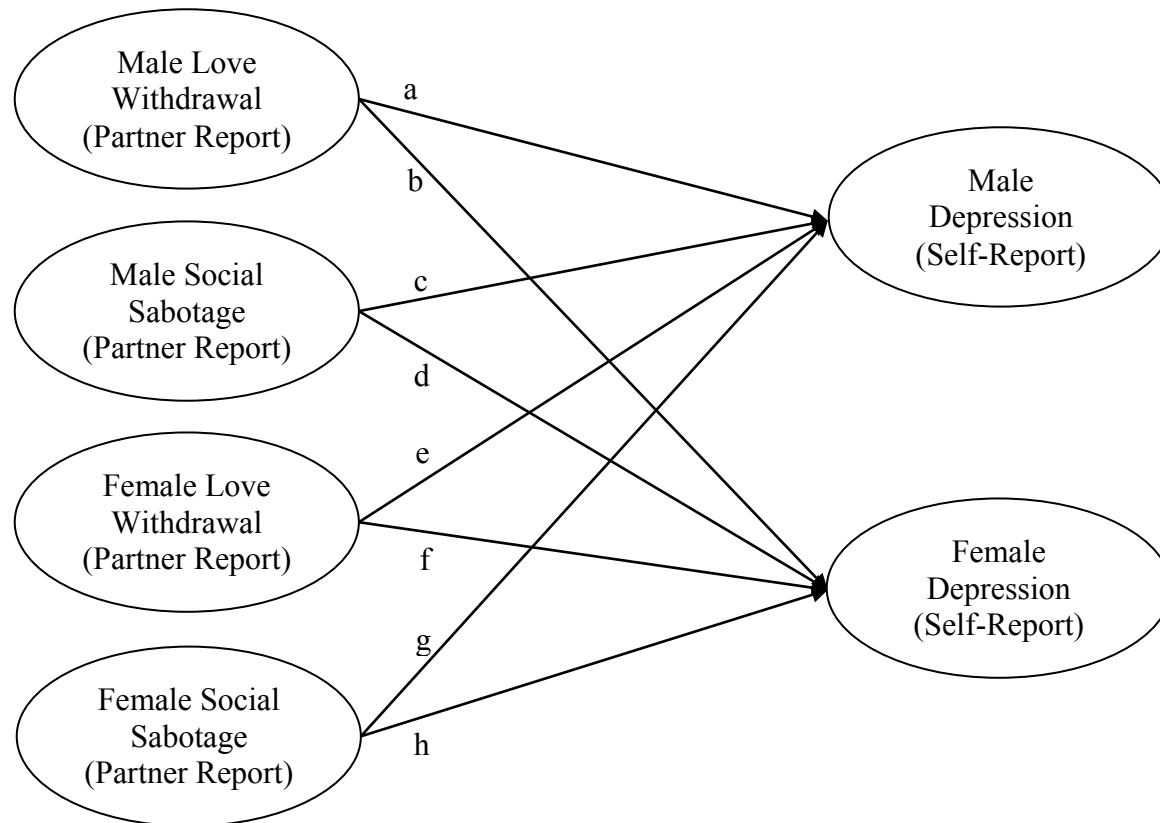 Male Love
Withdrawal
(Partner Report)
a
b
Male
Depression
(Self-Report)
Male Social
Sabotage
(Partner Report)
c
d
Female Love
Withdrawal
(Partner Report)
e
f
Female
Depression
(Self-Report)
Female Social
Sabotage
(Partner Report)
g
h